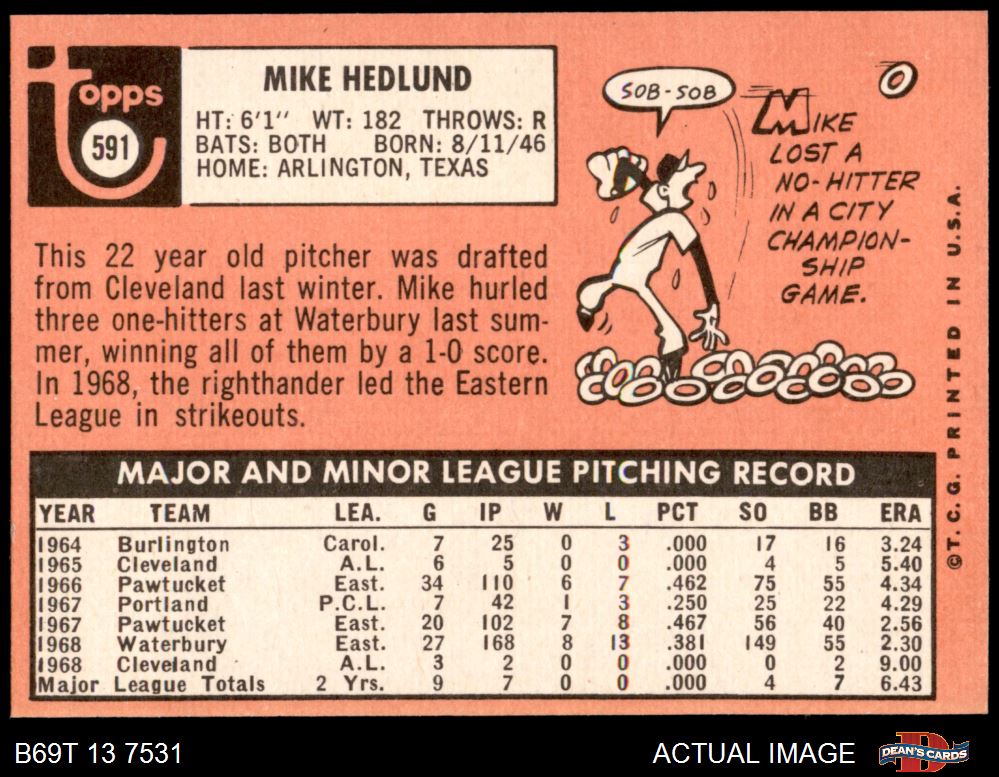 topps
591
MIKE HEDLUND
HT: 6'1" WT: 182 THROWS: R
BATS: BOTH BORN: 8/11/46
HOME: ARLINGTON, TEXAS
This 22 year old pitcher was drafted
from Cleveland last winter. Mike hurled
three one-hitters at Waterbury last sum-
mer, winning all of them by a 1-0 score.
In 1968, the righthander led the Eastern
League in strikeouts.
SOB-SOB
MIKE
LOST A
NO-HITTER
IN A CITY
CHAMPION-
SHIP
GAME.
©T.C.G. PRINTED IN U.S.A.
MAJOR AND MINOR LEAGUE PITCHING RECORD
YEAR TEAM LEA. G IP W L PCT SO BB ERA
1964 Burlington Carol. 7 25 0 3 .000 17 16 3.24
1965 Cleveland A.L. 6 5 0 0 .000 4 5 5.40
1966 Pawtucket East. 34 110 6 7 .462 75 55 4.34
1967 Portland P.C.L. 7 42 1 3 .250 25 22 4.29
1967 Pawtucket East. 20 102 7 8 .467 56 40 2.56
1968 Waterbury East. 27 168 8 13 .381 149 55 2.30
1968 Cleveland A.L. 3 2 0 0 .000 0 2 9.00
Major League Totals 2 Yrs. 9 7 0 0 .000 4 7 6.43
B69T 13 7531
ACTUAL IMAGE
D
DEAN'S CARDS